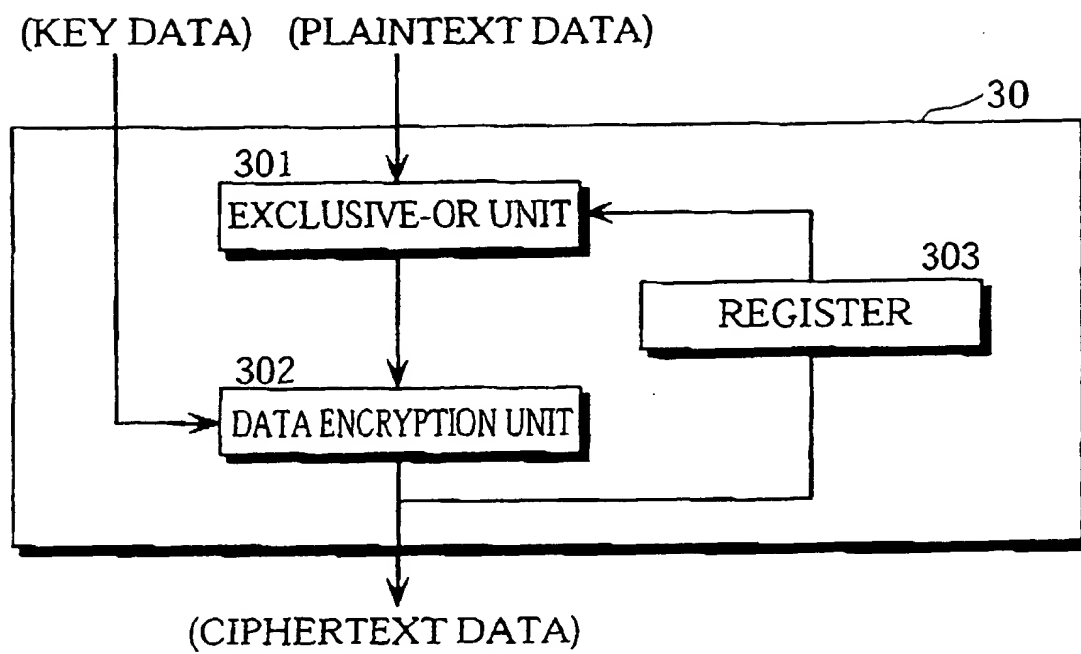 (KEY DATA) (PLAINTEXT DATA)
30
301
EXCLUSIVE-OR UNIT
303
REGISTER
302
DATA ENCRYPTION UNIT
(CIPHERTEXT DATA)